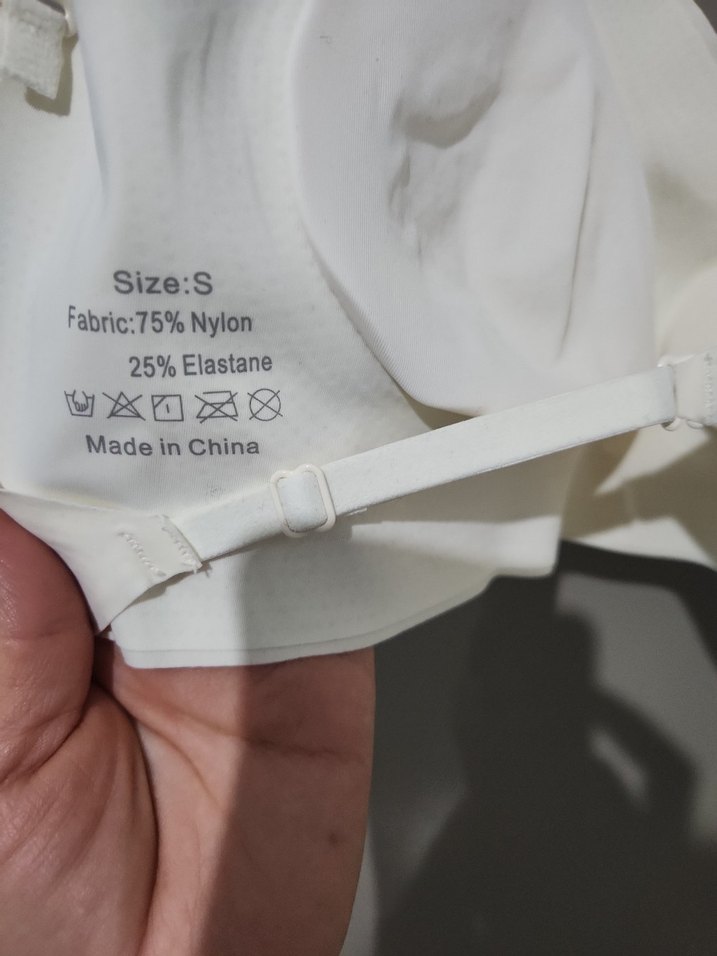 Size:S
Fabric:75% Nylon
25% Elastane
Made in China